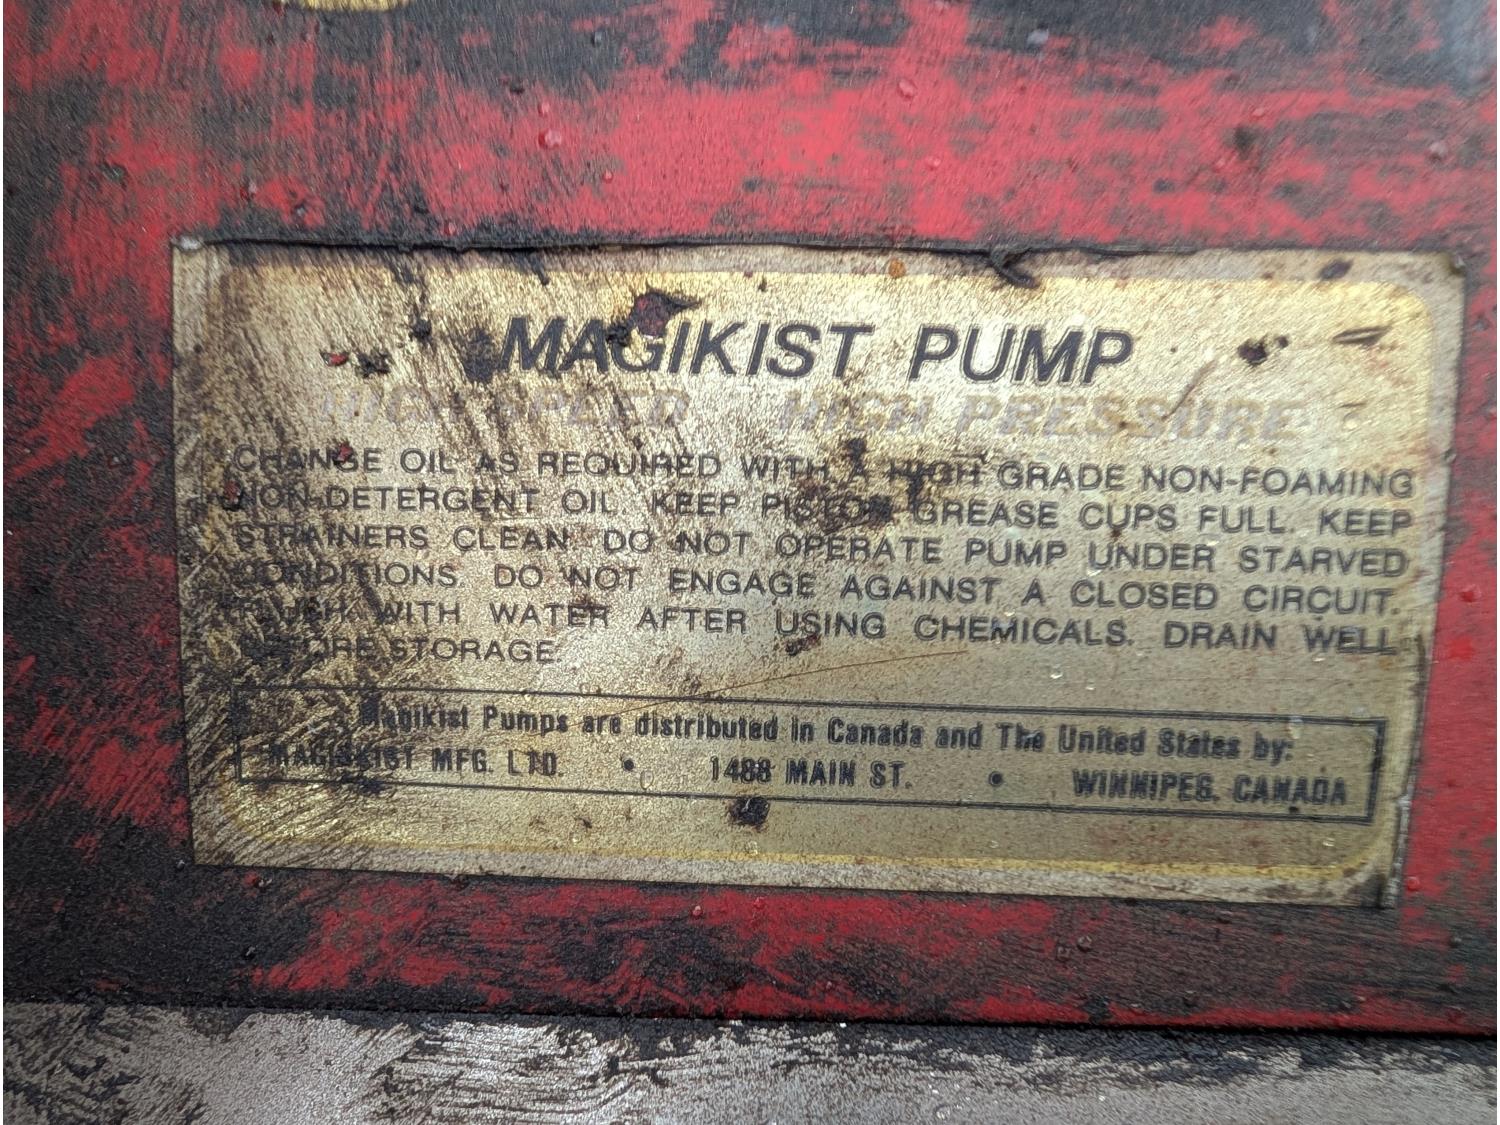 MAGIKIST PUMP
HIGH SPEED HIGH PRESSURE
CHANGE OIL AS REQUIRED WITH A HIGH GRADE NON-FOAMING
NON-DETERGENT OIL. KEEP PISTON GREASE CUPS FULL. KEEP
STRAINERS CLEAN. DO NOT OPERATE PUMP UNDER STARVED
CONDITIONS. DO NOT ENGAGE AGAINST A CLOSED CIRCUIT.
FLUSH WITH WATER AFTER USING CHEMICALS. DRAIN WELL
BEFORE STORAGE.
Magikist Pumps are distributed in Canada and The United States by:
MAGIKIST MFG. LTD. • 1488 MAIN ST. • WINNIPEG, CANADA